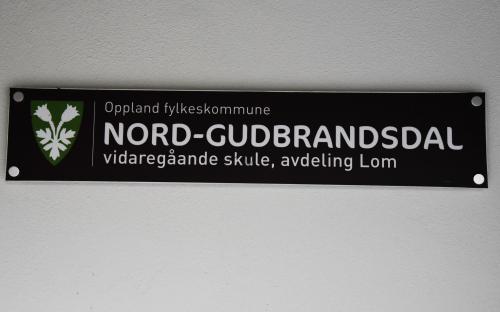 Oppland fylkeskommune
NORD-GUDBRANDSDAL
vidaregåande skule, avdeling Lom